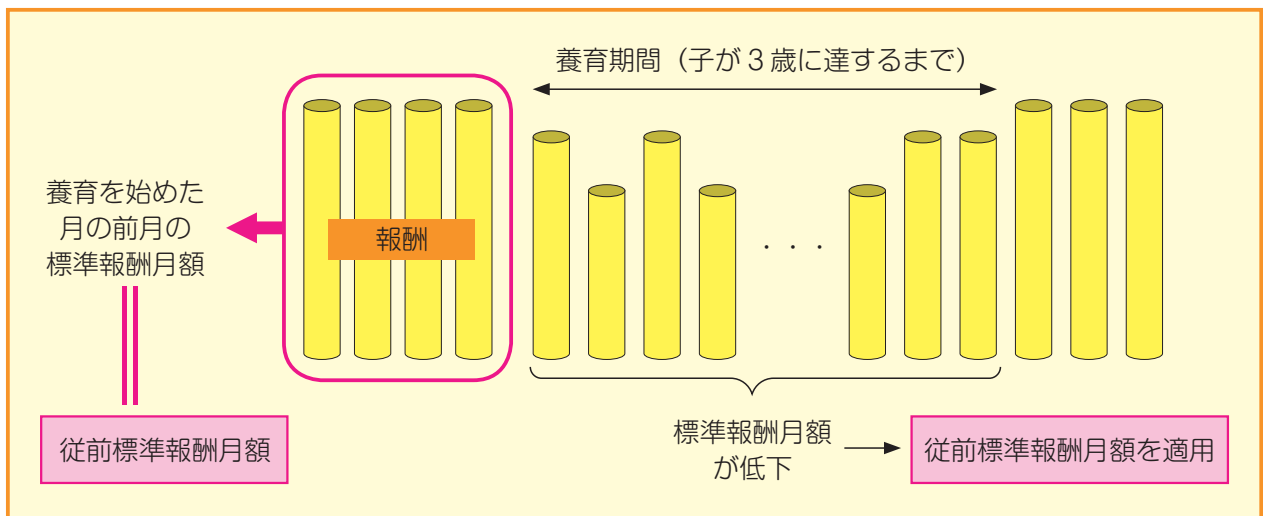 養育期間（子が３歳に達するまで）
養育を始めた
月の前月の
標準報酬月額
報酬
・・・
従前標準報酬月額
標準報酬月額
が低下
従前標準報酬月額を適用